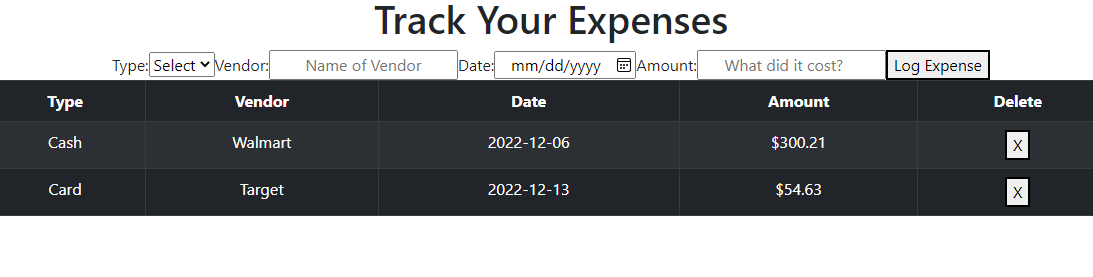 Track Your Expenses
Type: Select Vendor: Name of Vendor Date: mm/dd/yyyy Amount: What did it cost? Log Expense
Type Vendor Date Amount Delete
Cash Walmart 2022-12-06 $300.21 X
Card Target 2022-12-13 $54.63 X